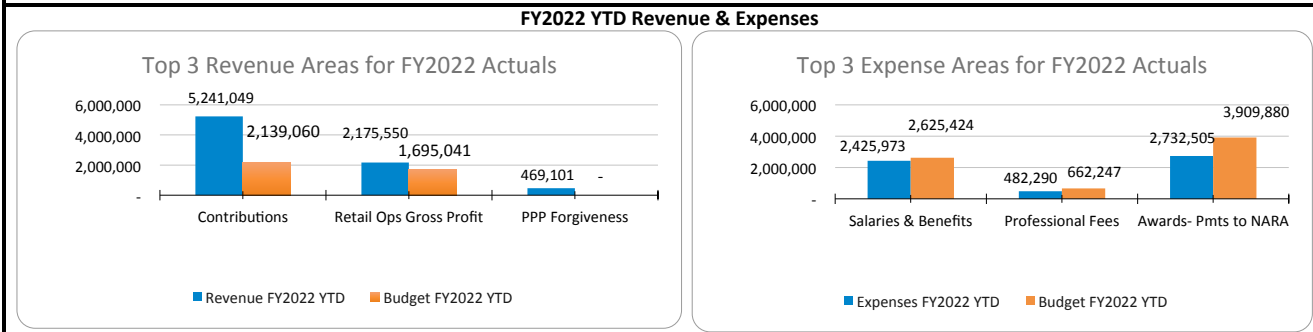 FY2022 YTD Revenue & Expenses
Top 3 Revenue Areas for FY2022 Actuals
5,241,049
6,000,000
2,139,060
2,175,550
4,000,000
1,695,041
2,000,000
469,101
-
-
Contributions Retail Ops Gross Profit PPP Forgiveness
Revenue FY2022 YTD Budget FY2022 YTD
Top 3 Expense Areas for FY2022 Actuals
6,000,000
3,909,880
2,625,424
2,732,505
4,000,000
2,425,973
2,000,000
482,290
662,247
-
Salaries & Benefits Professional Fees Awards- Pmts to NARA
Expenses FY2022 YTD Budget FY2022 YTD